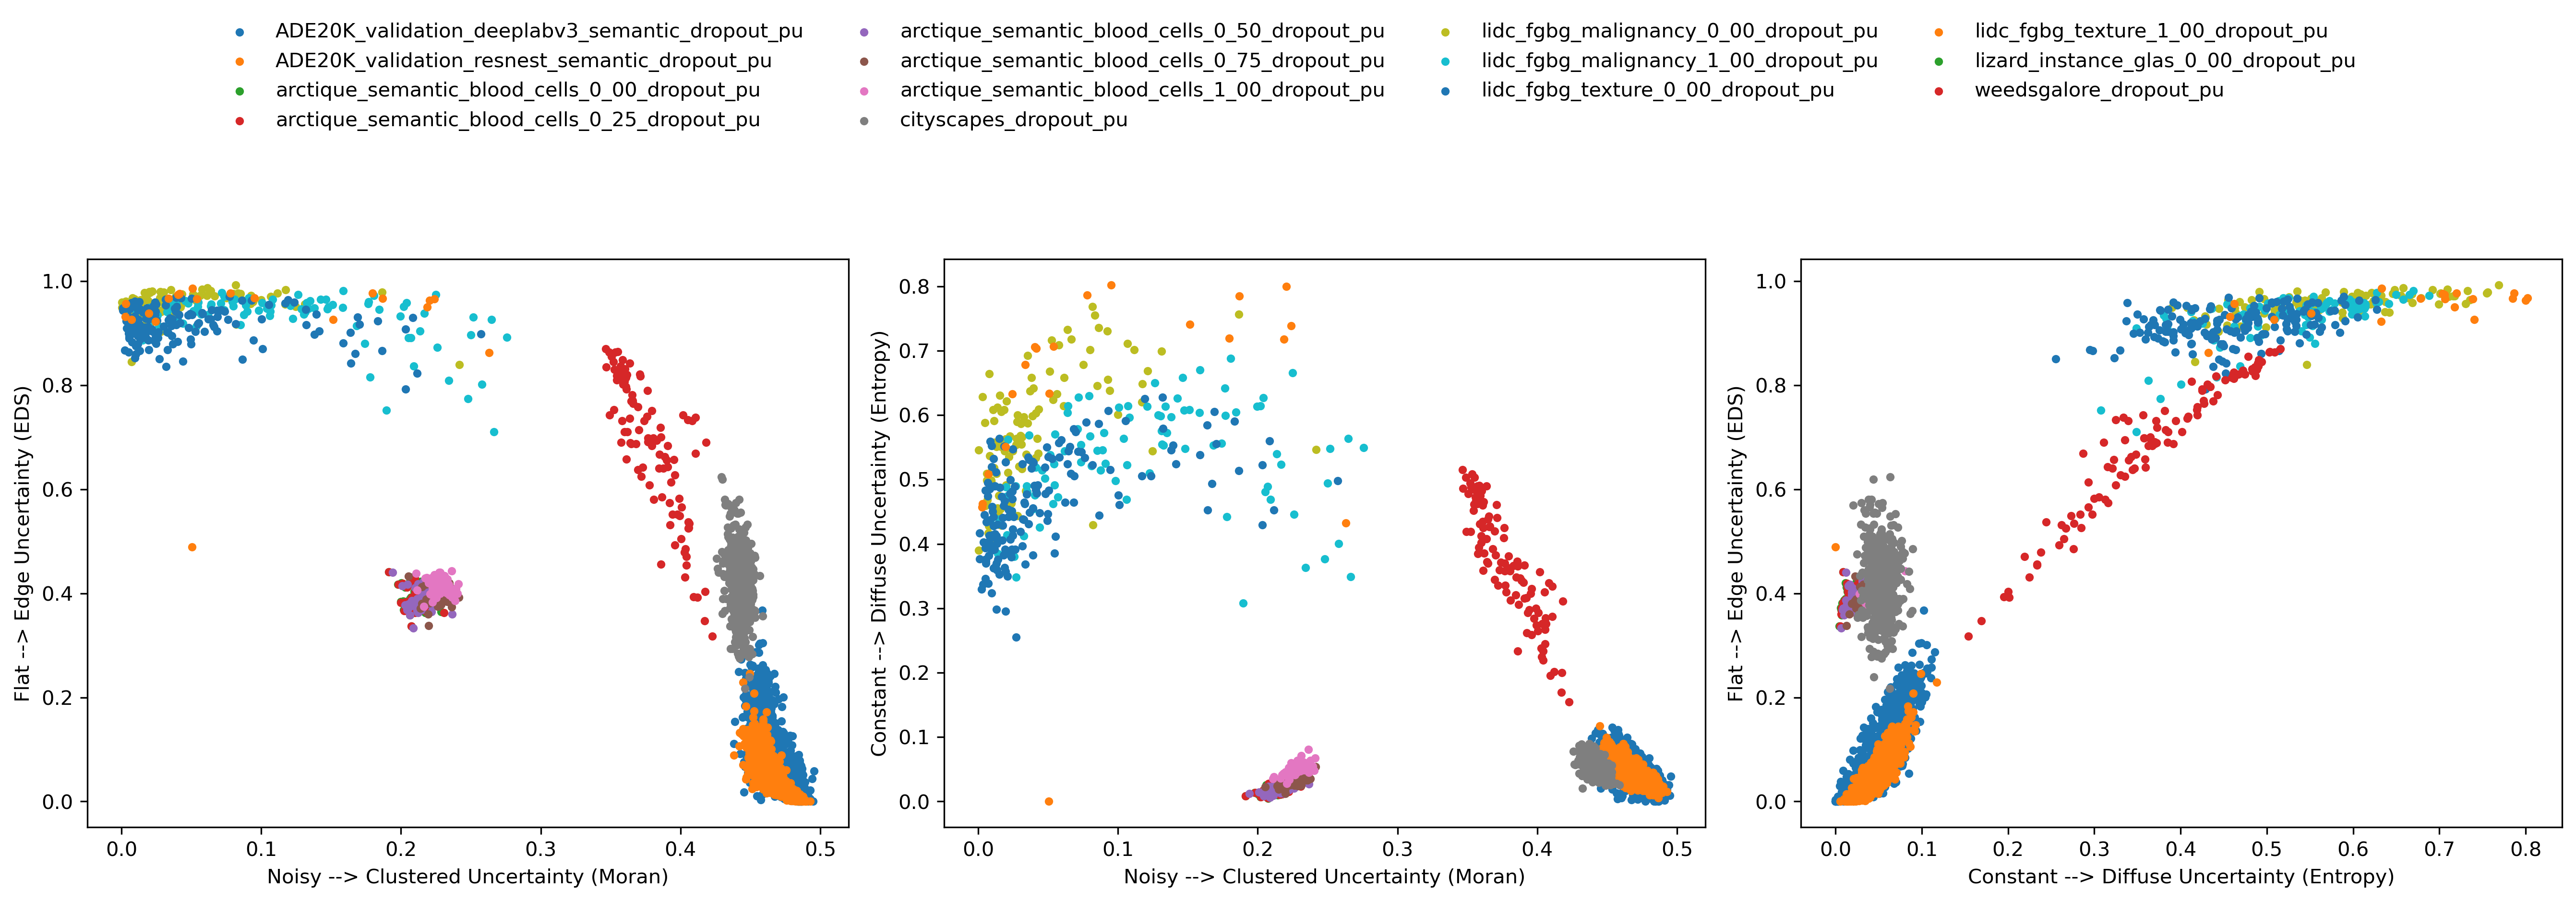 ADE20K_validation_deeplabv3_semantic_dropout_pu
ADE20K_validation_resnest_semantic_dropout_pu
arctique_semantic_blood_cells_0_00_dropout_pu
arctique_semantic_blood_cells_0_25_dropout_pu
arctique_semantic_blood_cells_0_50_dropout_pu
arctique_semantic_blood_cells_0_75_dropout_pu
arctique_semantic_blood_cells_1_00_dropout_pu
cityscapes_dropout_pu
lidc_fgbg_malignancy_0_00_dropout_pu
lidc_fgbg_malignancy_1_00_dropout_pu
lidc_fgbg_texture_0_00_dropout_pu
lidc_fgbg_texture_1_00_dropout_pu
lizard_instance_glas_0_00_dropout_pu
weedsgalore_dropout_pu
Flat --> Edge Uncertainty (EDS)
1.0
0.8
0.6
0.4
0.2
0.0
0.0 0.1 0.2 0.3 0.4 0.5
Noisy --> Clustered Uncertainty (Moran)
Constant --> Diffuse Uncertainty (Entropy)
0.8
0.7
0.6
0.5
0.4
0.3
0.2
0.1
0.0
0.0 0.1 0.2 0.3 0.4 0.5
Noisy --> Clustered Uncertainty (Moran)
Flat --> Edge Uncertainty (EDS)
1.0
0.8
0.6
0.4
0.2
0.0
0.0 0.1 0.2 0.3 0.4 0.5 0.6 0.7 0.8
Constant --> Diffuse Uncertainty (Entropy)